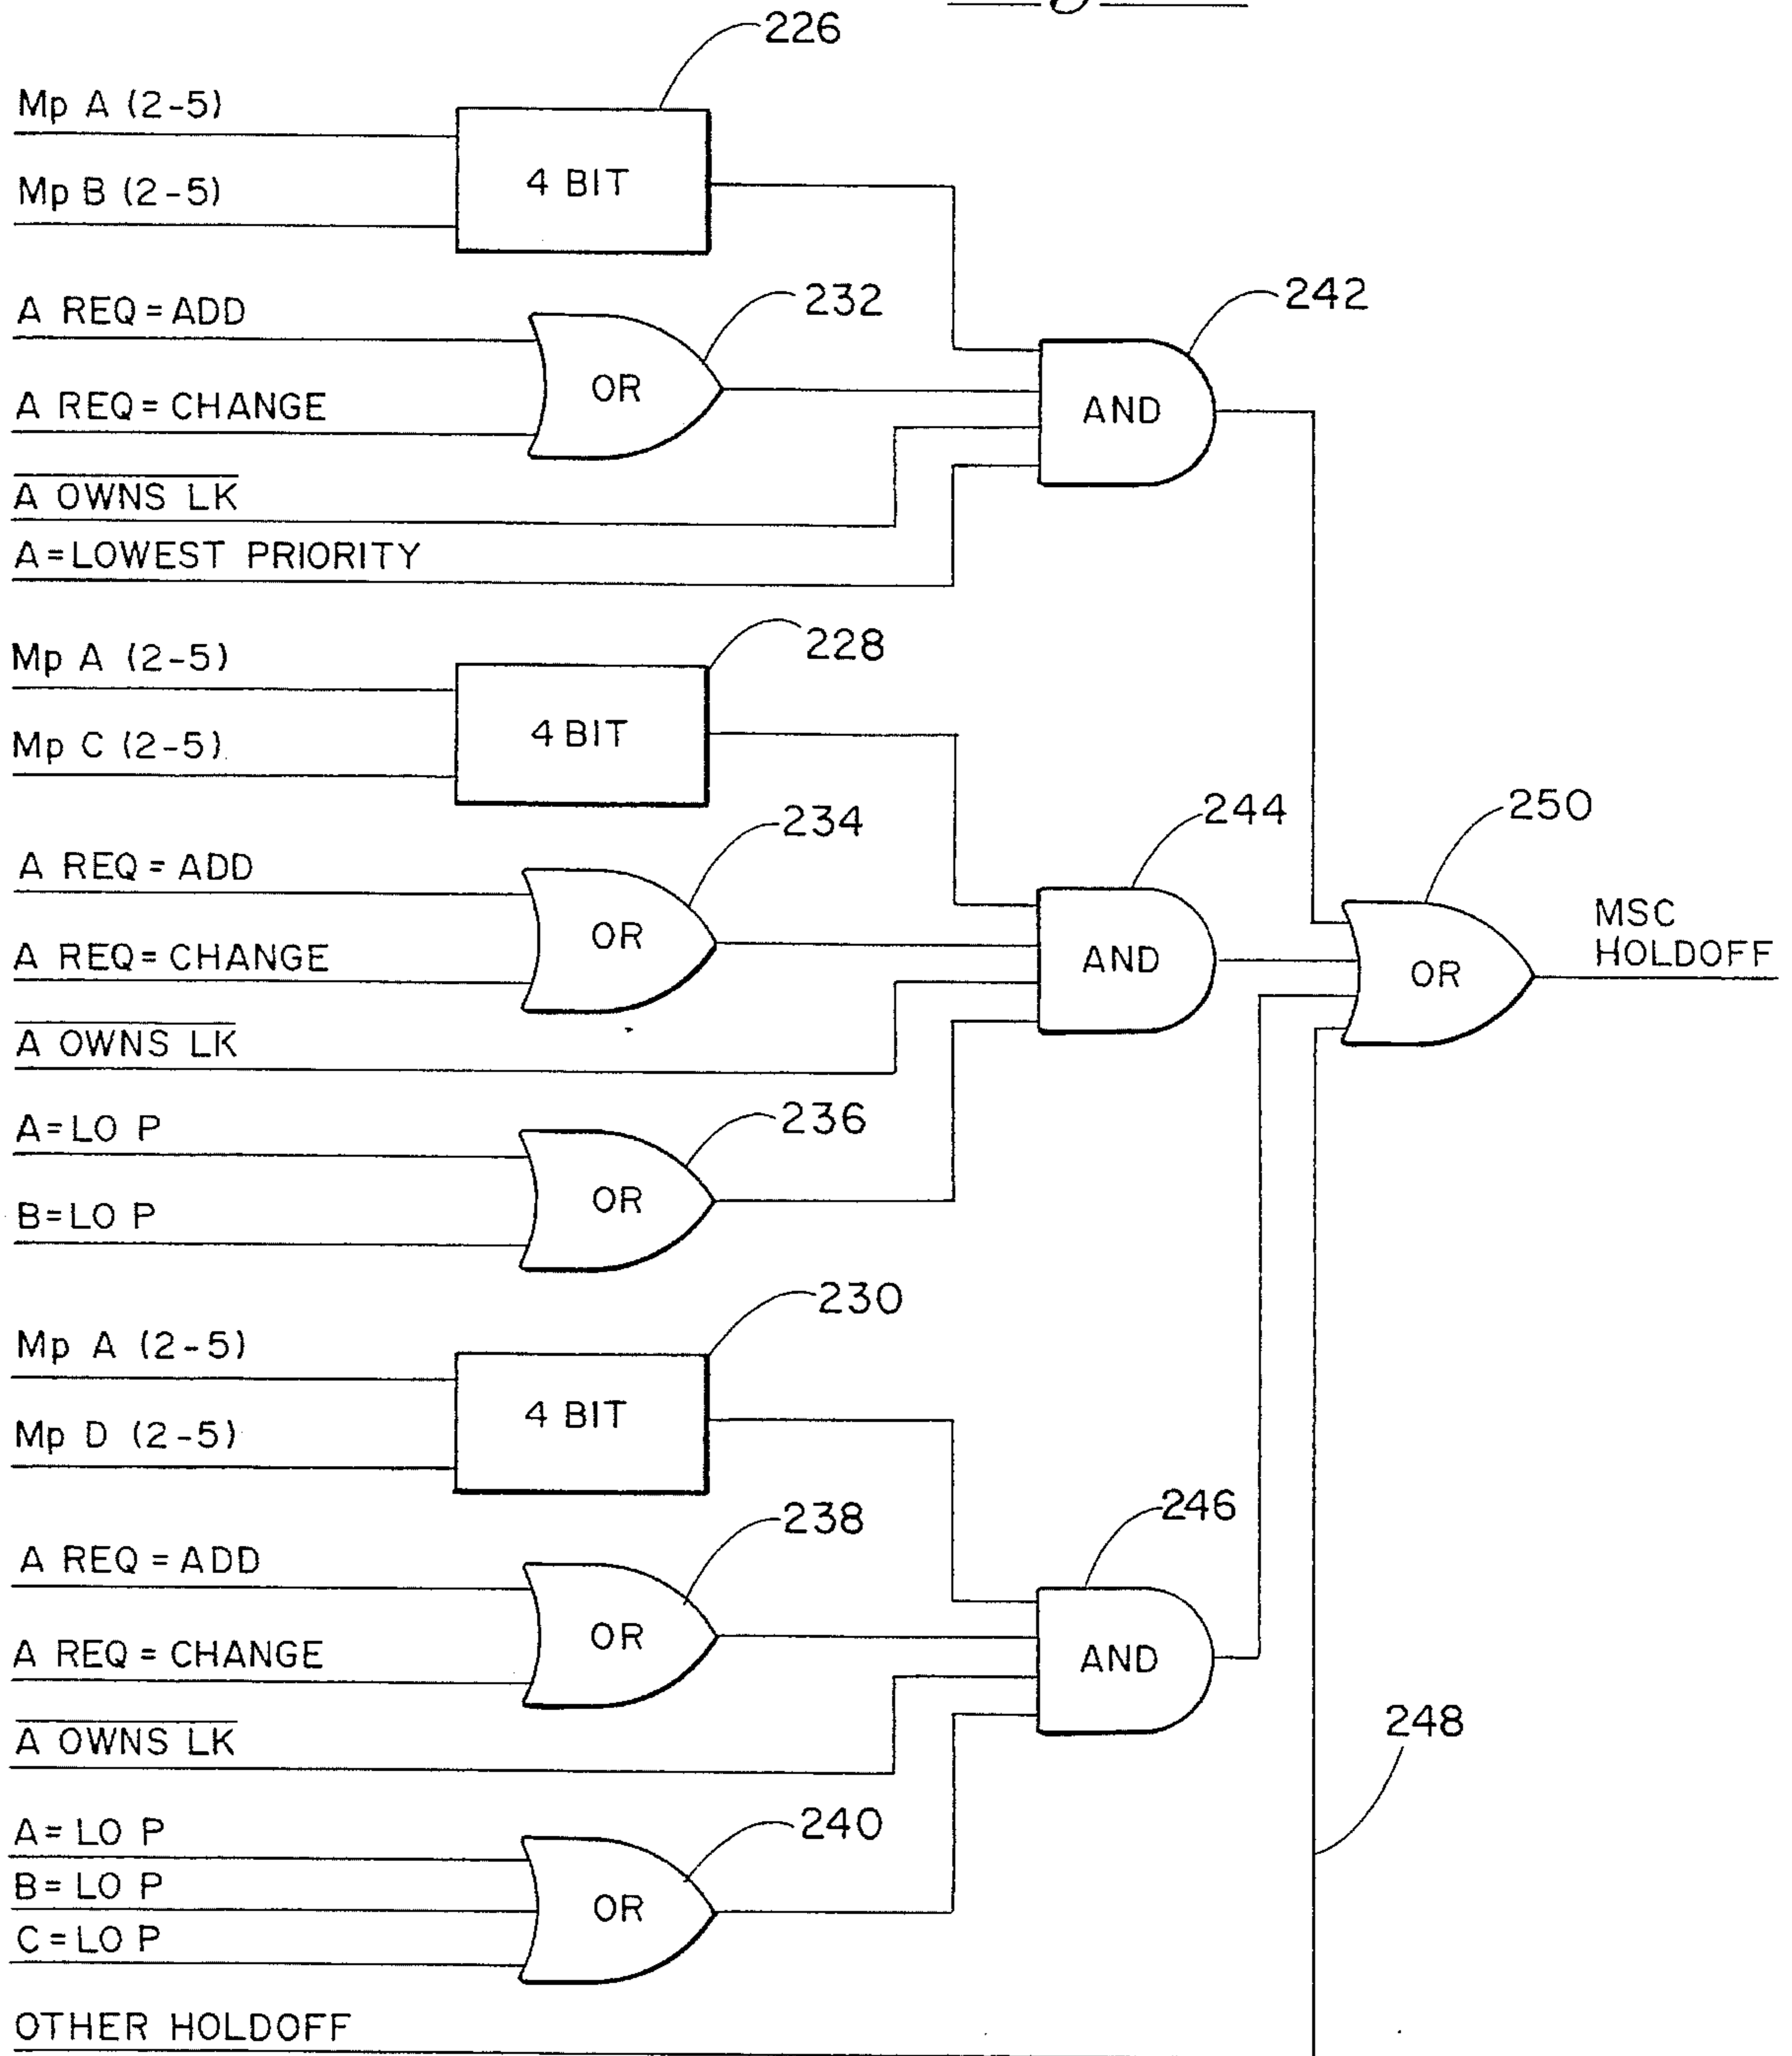 226
Mp A (2-5)
4 BIT
Mp B (2-5)
A REQ = ADD
232
242
OR
A REQ = CHANGE
AND
A OWNS LK
A = LOWEST PRIORITY
Mp A (2-5)
228
4 BIT
Mp C (2-5)
234
244
250
A REQ = ADD
OR
A REQ = CHANGE
AND
OR
MSC
HOLDOFF
A OWNS LK
A = LO P
236
OR
B = LO P
230
Mp A (2-5)
4 BIT
Mp D (2-5)
238
246
A REQ = ADD
OR
A REQ = CHANGE
AND
A OWNS LK
248
A = LO P
240
B = LO P
OR
C = LO P
OTHER HOLDOFF